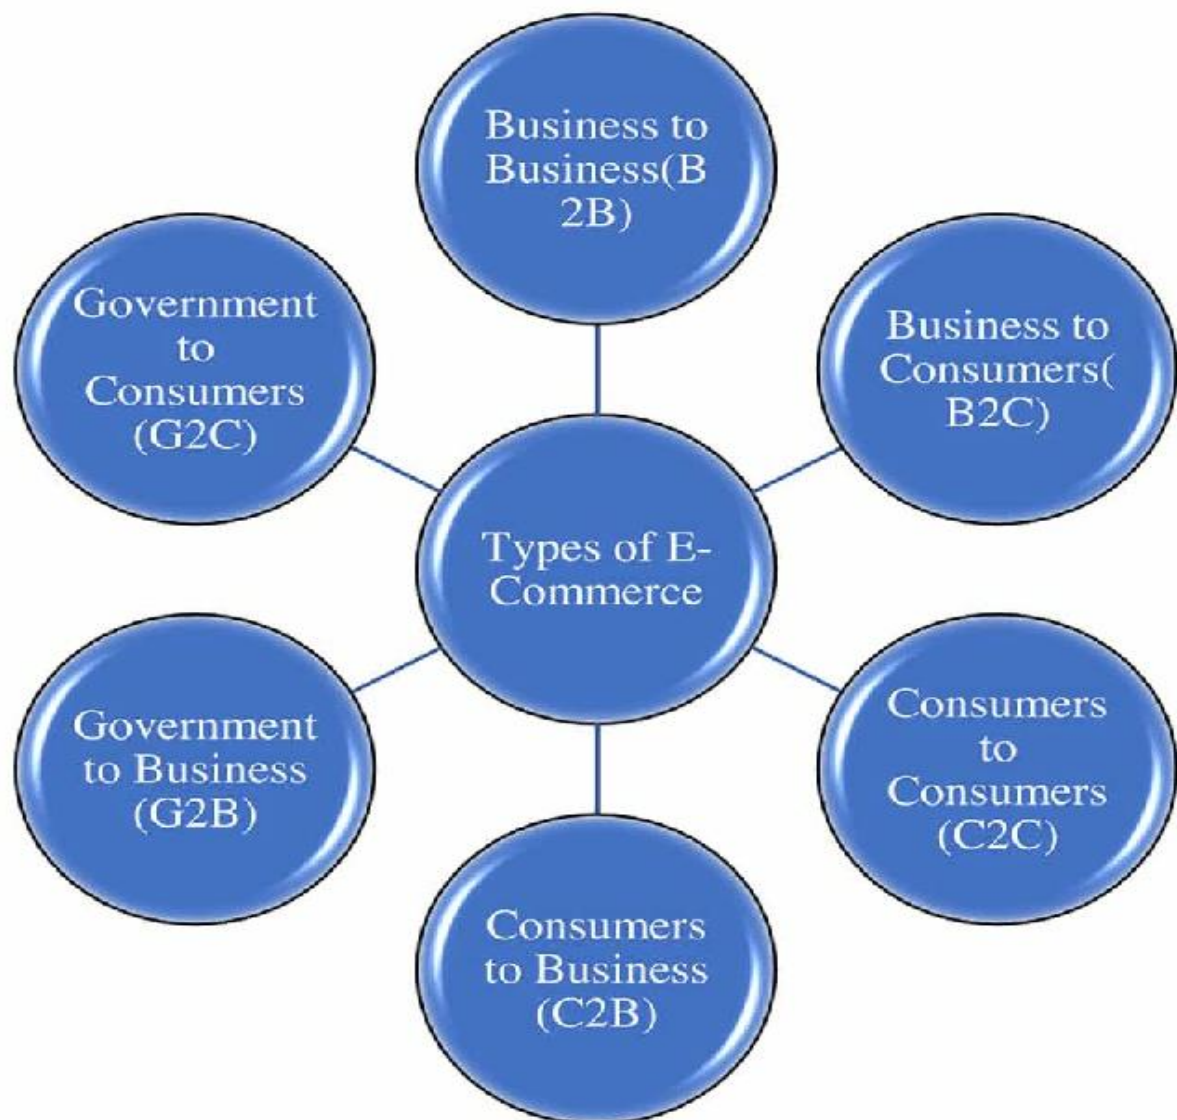 Business to
Business(B
2B)
Business to
Consumers(
B2C)
Consumers
to
Consumers
(C2C)
Consumers
to Business
(C2B)
Government
to Business
(G2B)
Government
to
Consumers
(G2C)
Types of E-
Commerce